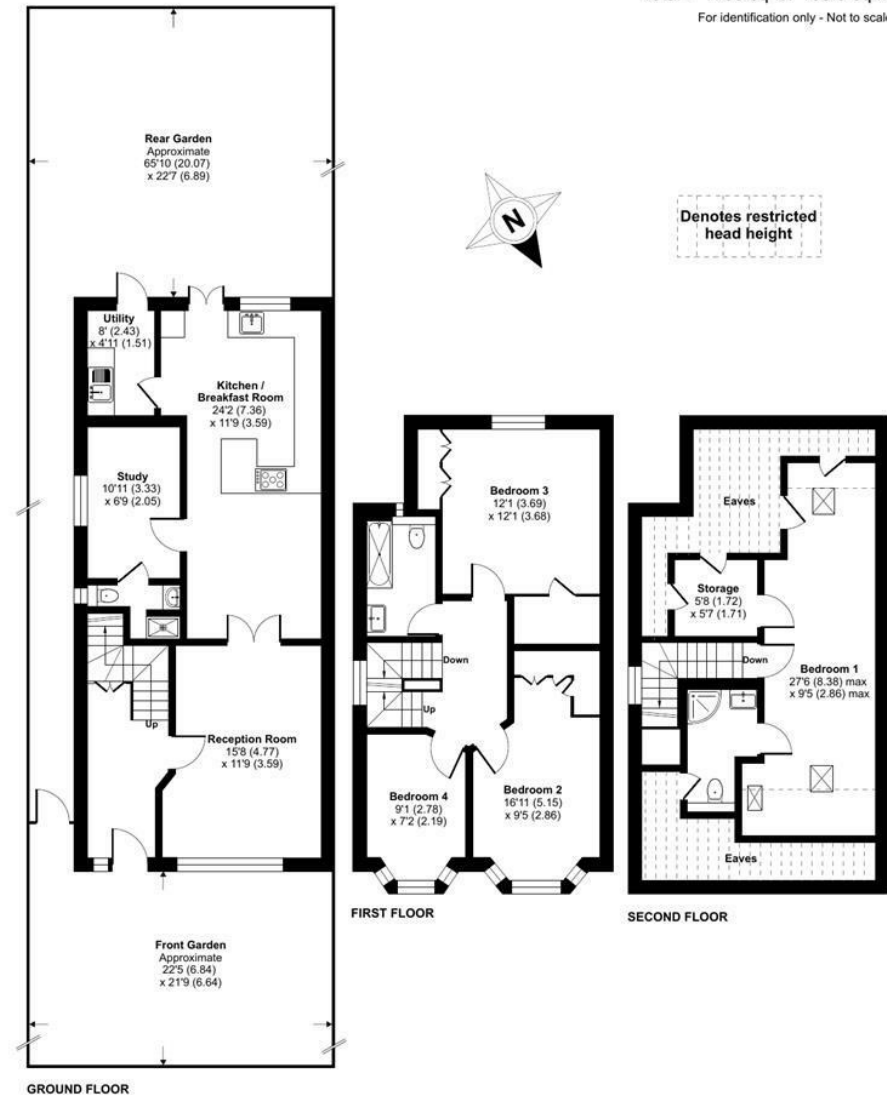 For identification only - Not to scale
Rear Garden
Approximate
65'10 (20.07)
x 22'7 (6.89)
N
Denotes restricted
head height
Utility
8' (2.43)
x 4'11 (1.51)
Kitchen /
Breakfast Room
24'2 (7.36)
x 11'9 (3.59)
Study
10'11 (3.33)
x 6'9 (2.05)
Up
Reception Room
15'8 (4.77)
x 11'9 (3.59)
Front Garden
Approximate
22'5 (6.84)
x 21'9 (6.64)
GROUND FLOOR
Bedroom 3
12'1 (3.69)
x 12'1 (3.68)
Down
Up
Bedroom 4
9'1 (2.78)
x 7'2 (2.19)
Bedroom 2
16'11 (5.15)
x 9'5 (2.86)
FIRST FLOOR
Eaves
Storage
5'8 (1.72)
x 5'7 (1.71)
Down
Bedroom 1
27'6 (8.38) max
x 9'5 (2.86) max
Eaves
SECOND FLOOR